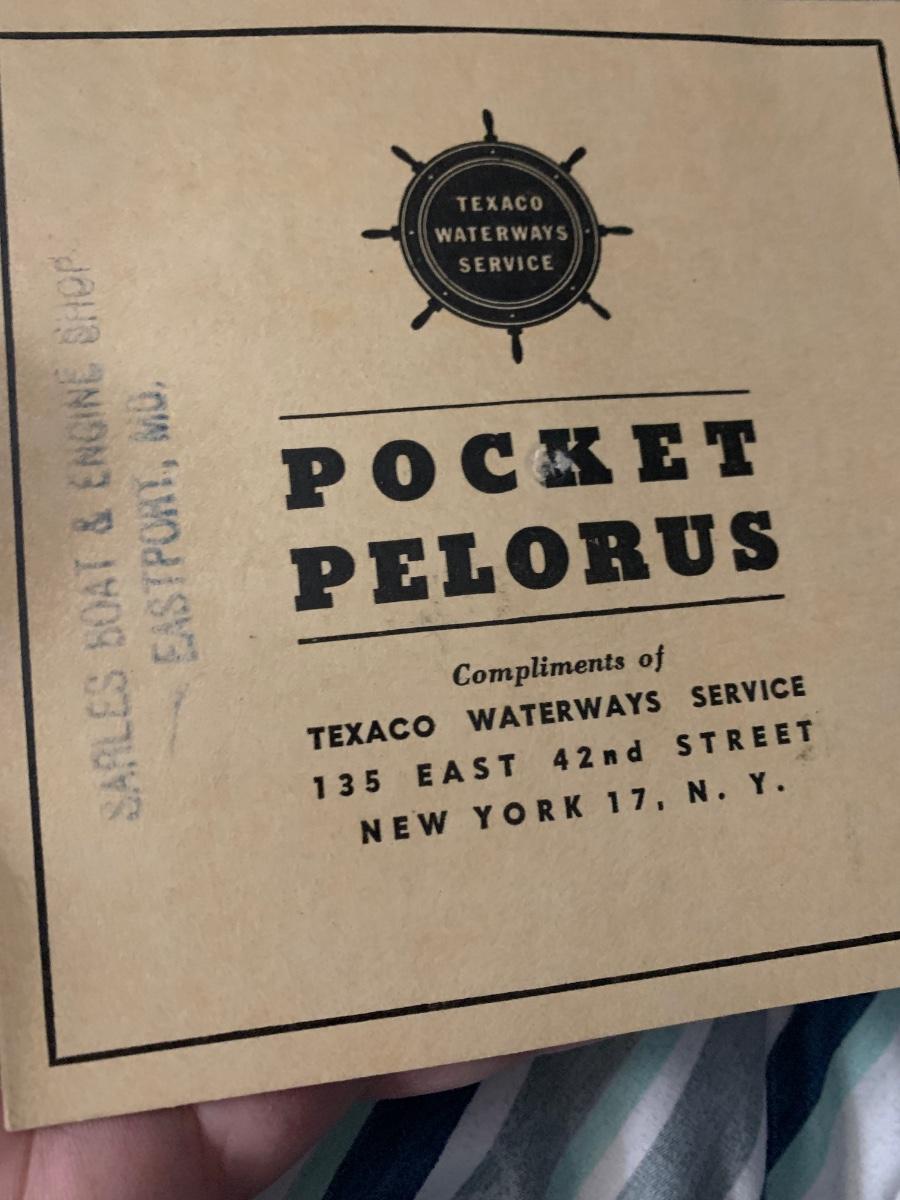 TEXACO
WATERWAYS
SERVICE
POCKET
PELORUS
Compliments of
TEXACO WATERWAYS SERVICE
135 EAST 42nd STREET
NEW YORK 17, N. Y.
SARLES BOAT & ENGINE SHOP
EASTPORT, MD.